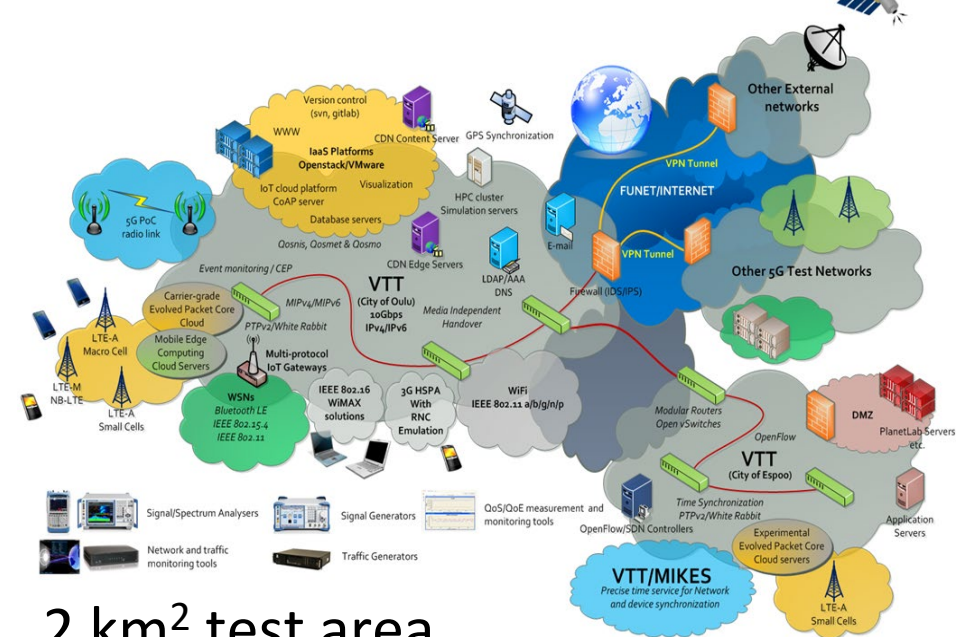 Version control
(svn, gitlab)
WWW
CDN Content Server
GPS Synchronization
IaaS Platforms
Openstack/VMware
IoT cloud platform
CoAP server
Visualization
Database servers
HPC cluster
Simulation servers
Other External
networks
VPN Tunnel
FUNET/INTERNET
5G PoC
radio link
Qosnis, Qosmet & Qosmo
CDN Edge Servers
E-mail
VPN Tunnel
Event monitoring / CEP
VTT
(City of Oulu)
10Gbps
IPv4/IPv6
LDAP/AAA
DNS
Firewall (IDS/IPS)
Other 5G Test Networks
Carrier-grade
Evolved Packet Core
Cloud
MIPv4/MIPv6
Media Independent
Handover
PTPv2/White Rabbit
LTE-A
Macro Cell
Mobile Edge
Computing
Cloud Servers
Multi-protocol
IoT Gateways
LTE-M
NB-LTE
LTE-A
Small Cells
WSNs
Bluetooth LE
IEEE 802.15.4
IEEE 802.11
IEEE 802.16
WiMAX
solutions
3G HSPA
With
RNC
Emulation
WiFi
IEEE 802.11 a/b/g/n/p
Modular Routers
Open vSwitches
DMZ
PlanetLab Servers
etc.
OpenFlow
VTT
(City of Espoo)
Time Synchronization
PTPv2/White Rabbit
OpenFlow/SDN Controllers
Application
Servers
Experimental
Evolved Packet Core
Cloud servers
VTT/MIKES
Precise time service for Network
and device synchronization
LTE-A
Small Cells
Signal/Spectrum Analysers
Signal Generators
QoS/QoE measurement and
monitoring tools
Network and traffic
monitoring tools
Traffic Generators
2 km² test area